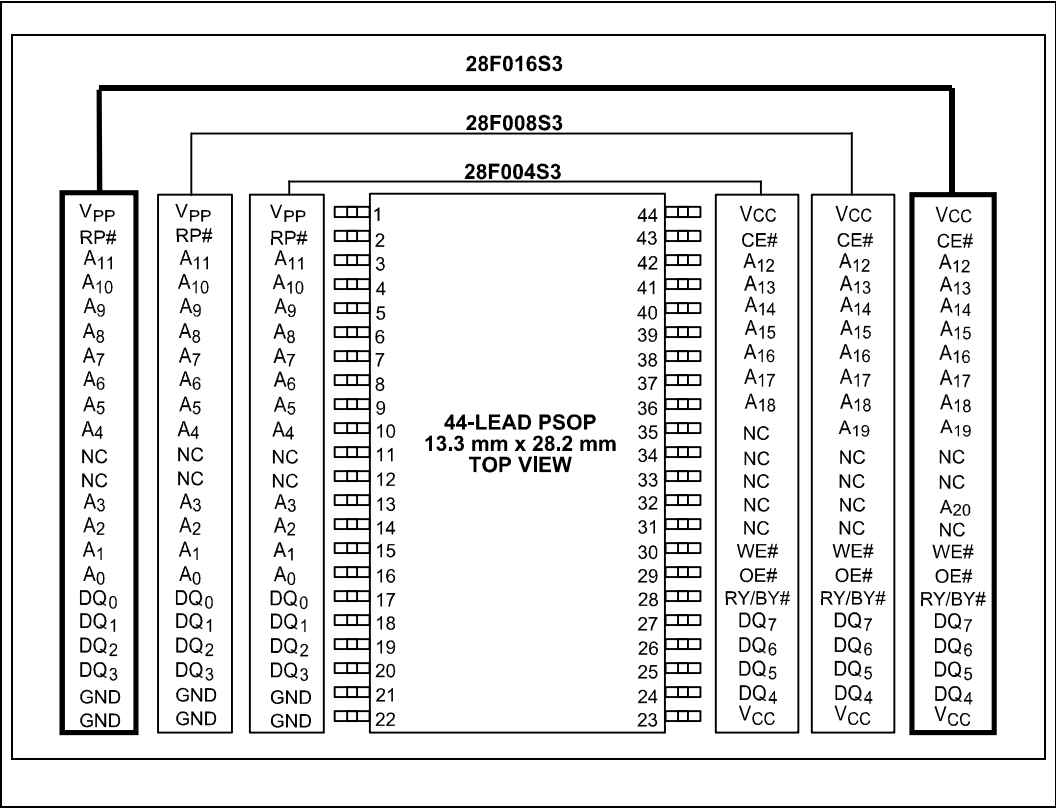 28F016S3
28F008S3
28F004S3
VPP VPP VPP 1 44 VCC VCC VCC
RP# RP# RP# 2 43 CE# CE# CE#
A11 A11 A11 3 42 A12 A12 A12
A10 A10 A10 4 41 A13 A13 A13
A9 A9 A9 5 40 A14 A14 A14
A8 A8 A8 6 39 A15 A15 A15
A7 A7 A7 7 38 A16 A16 A16
A6 A6 A6 8 37 A17 A17 A17
A5 A5 A5 9 36 A18 A18 A18
A4 A4 A4 10 35 NC A19 A19
NC NC NC 11 34 NC NC NC
NC NC NC 12 33 NC NC NC
A3 A3 A3 13 32 NC NC A20
A2 A2 A2 14 31 NC NC NC
A1 A1 A1 15 30 WE# WE# WE#
A0 A0 A0 16 29 OE# OE# OE#
DQ0 DQ0 DQ0 17 28 RY/BY# RY/BY# RY/BY#
DQ1 DQ1 DQ1 18 27 DQ7 DQ7 DQ7
DQ2 DQ2 DQ2 19 26 DQ6 DQ6 DQ6
DQ3 DQ3 DQ3 20 25 DQ5 DQ5 DQ5
GND GND GND 21 24 DQ4 DQ4 DQ4
GND GND GND 22 23 VCC VCC VCC
44-LEAD PSOP
13.3 mm x 28.2 mm
TOP VIEW